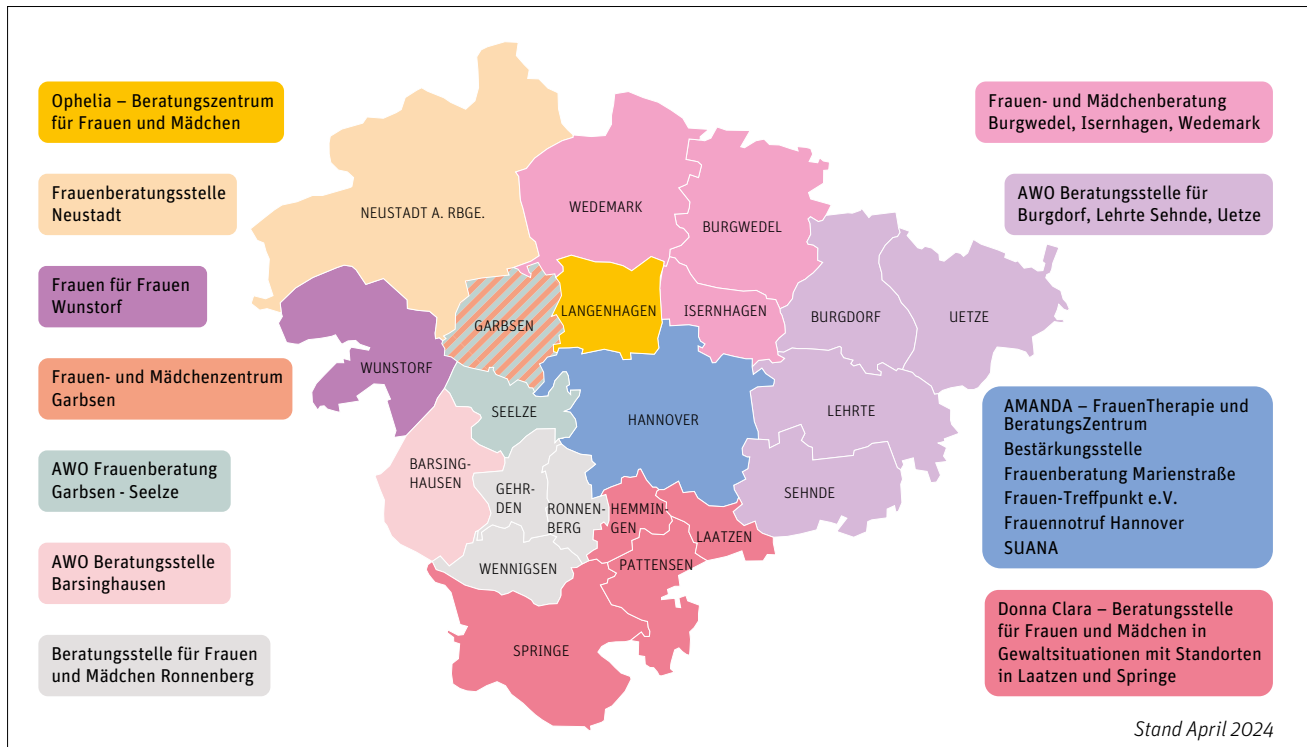 Ophelia – Beratungszentrum
für Frauen und Mädchen
Frauenberatungsstelle
Neustadt
Frauen für Frauen
Wunstorf
Frauen- und Mädchenzentrum
Garbsen
AWO Frauenberatung
Garbsen - Seelze
AWO Beratungsstelle
Barsinghausen
Beratungsstelle für Frauen
und Mädchen Ronnenberg
NEUSTADT A. RBGE.
WEDEMARK
BURGWEDEL
GARBSEN
LANGENHAGEN
ISERNHAGEN
BURGDORF
UETZE
WUNSTORF
SEELZE
HANNOVER
LEHRTE
BARSING-
HAUSEN
GEHR-
DEN
RONNEN-
BERG
HEMMIN-
GEN
LAATZEN
SEHNDE
WENNIGSEN
PATTENSEN
SPRINGE
Frauen- und Mädchenberatung
Burgwedel, Isernhagen, Wedemark
AWO Beratungsstelle für
Burgdorf, Lehrte Sehnde, Uetze
AMANDA – FrauenTherapie und
BeratungsZentrum
Bestärkungsstelle
Frauenberatung Marienstraße
Frauen-Treffpunkt e.V.
Frauennotruf Hannover
SUANA
Donna Clara – Beratungsstelle
für Frauen und Mädchen in
Gewaltsituationen mit Standorten
in Laatzen und Springe
Stand April 2024